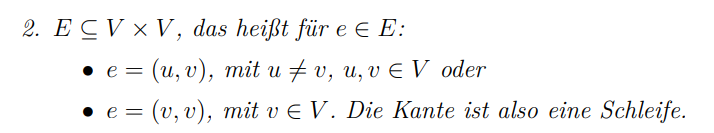 2. E ⊆ V × V, das heißt für e ∈ E:
• e = (u, v), mit u ≠ v, u, v ∈ V oder
• e = (v, v), mit v ∈ V. Die Kante ist also eine Schleife.